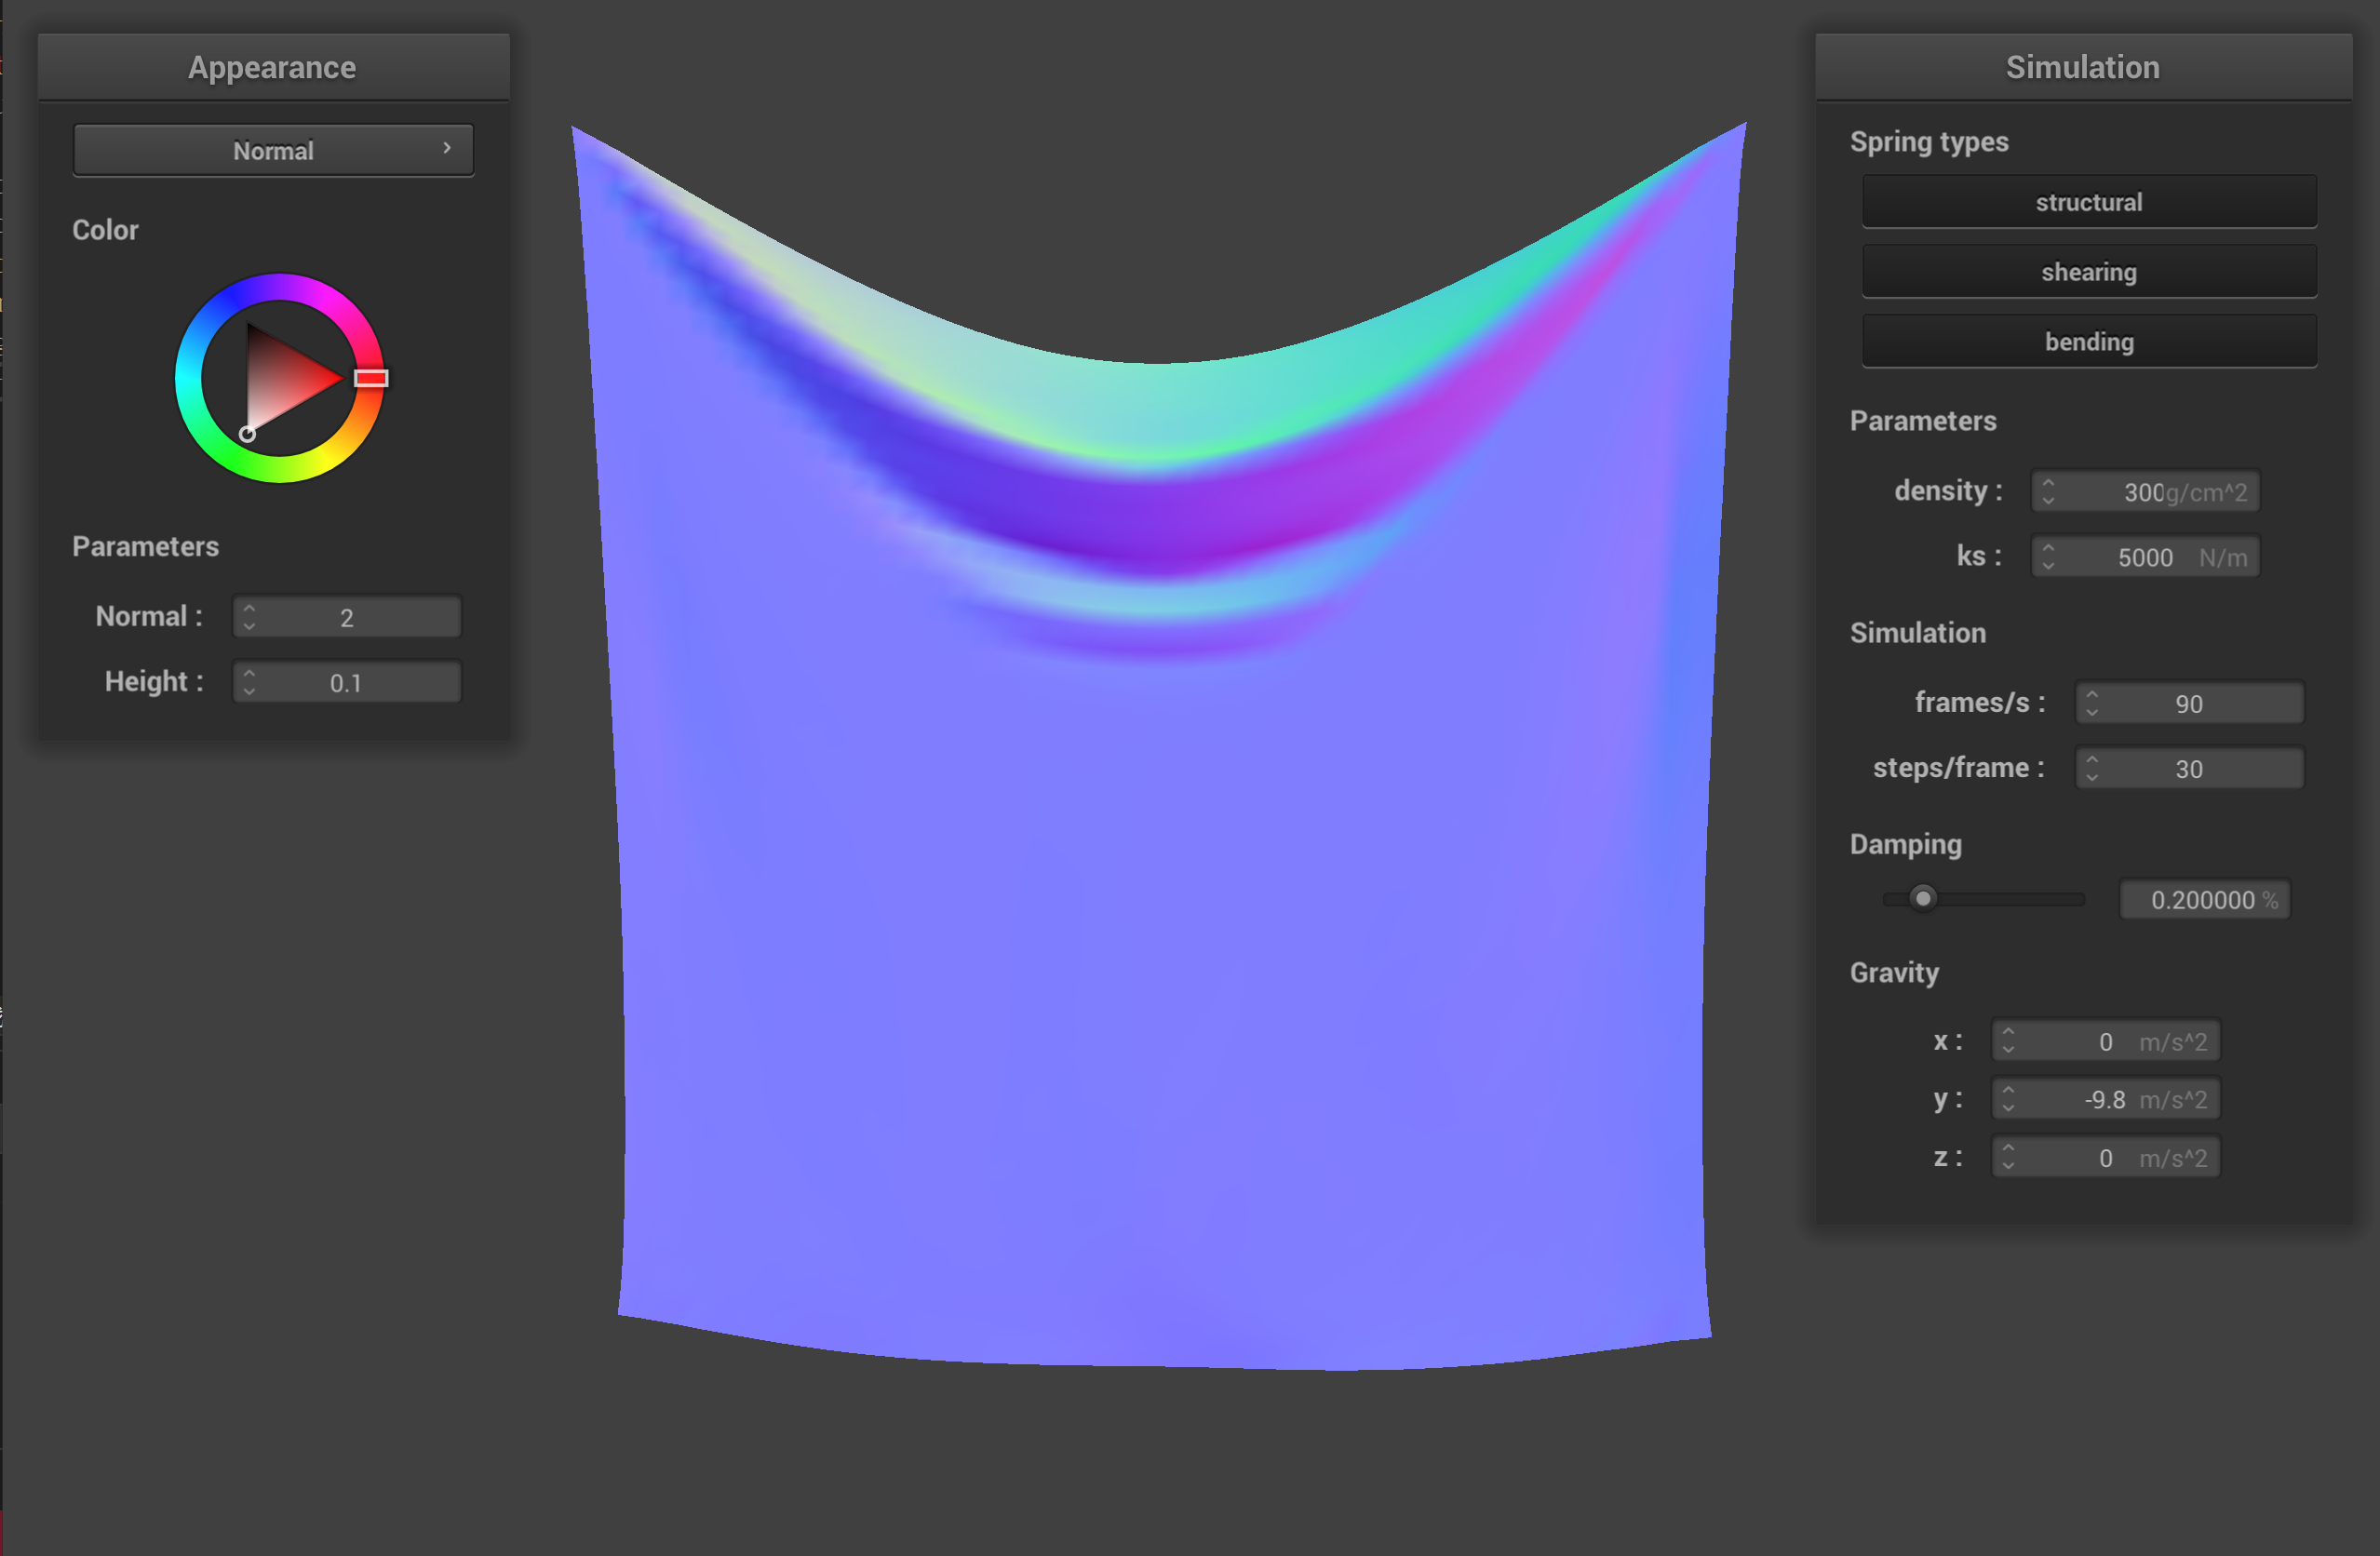 Appearance
Normal
Color
Parameters
Normal :
2
Height :
0.1
Simulation
Spring types
structural
shearing
bending
Parameters
density :
300g/cm^2
ks :
5000 N/m
Simulation
frames/s :
90
steps/frame :
30
Damping
0.200000 %
Gravity
x :
0 m/s^2
y :
-9.8 m/s^2
z :
0 m/s^2